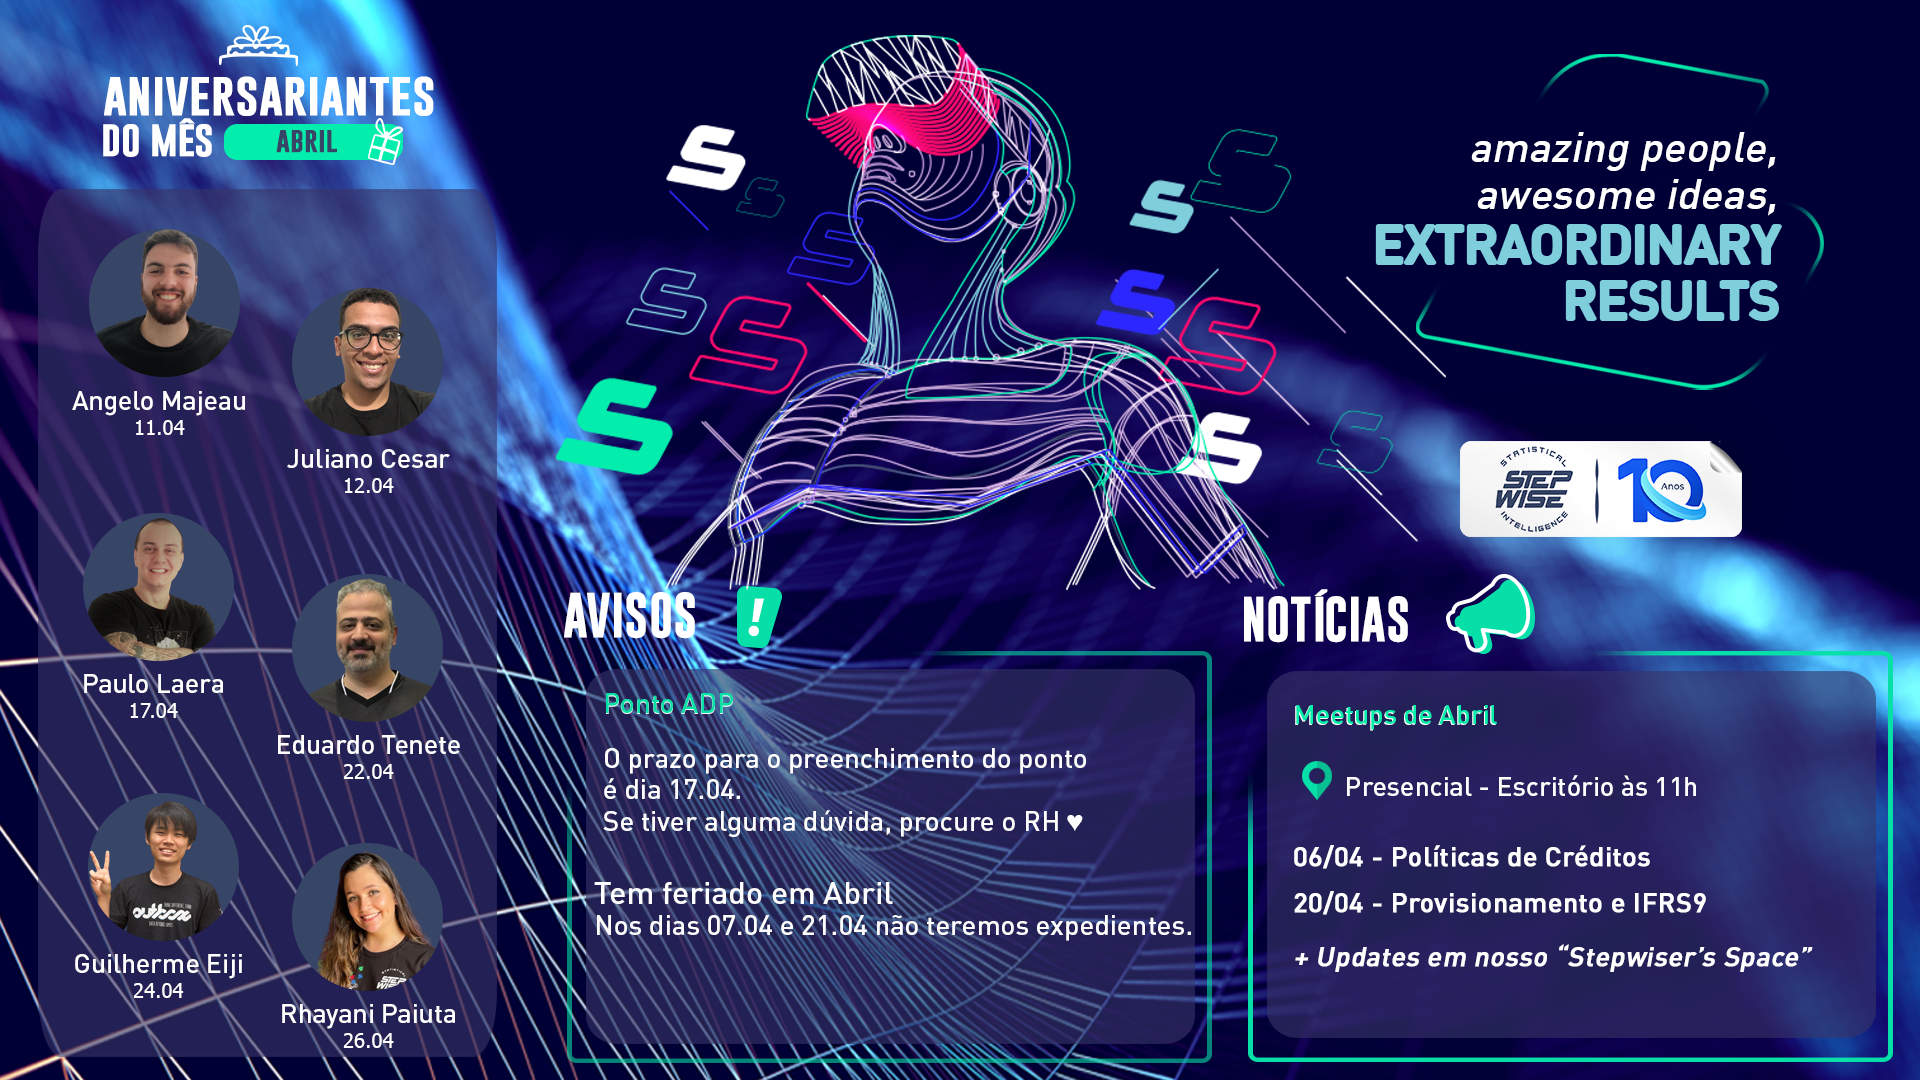 ANIVERSARIANTES
DO MÊS ABRIL
Angelo Majeau
11.04
Juliano Cesar
12.04
Paulo Laera
17.04
Eduardo Tenete
22.04
Guilherme Eiji
24.04
Rhayani Paiuta
26.04
amazing people,
awesome ideas,
EXTRAORDINARY
RESULTS
STATISTICAL
STEP
WISE
INTELLIGENCE
10 Anos
AVISOS !
Ponto ADP
O prazo para o preenchimento do ponto
é dia 17.04.
Se tiver alguma dúvida, procure o RH ♥
Tem feriado em Abril
Nos dias 07.04 e 21.04 não teremos expedientes.
NOTÍCIAS
Meetups de Abril
Presencial - Escritório às 11h
06/04 - Políticas de Créditos
20/04 - Provisionamento e IFRS9
+ Updates em nosso “Stepwiser’s Space”